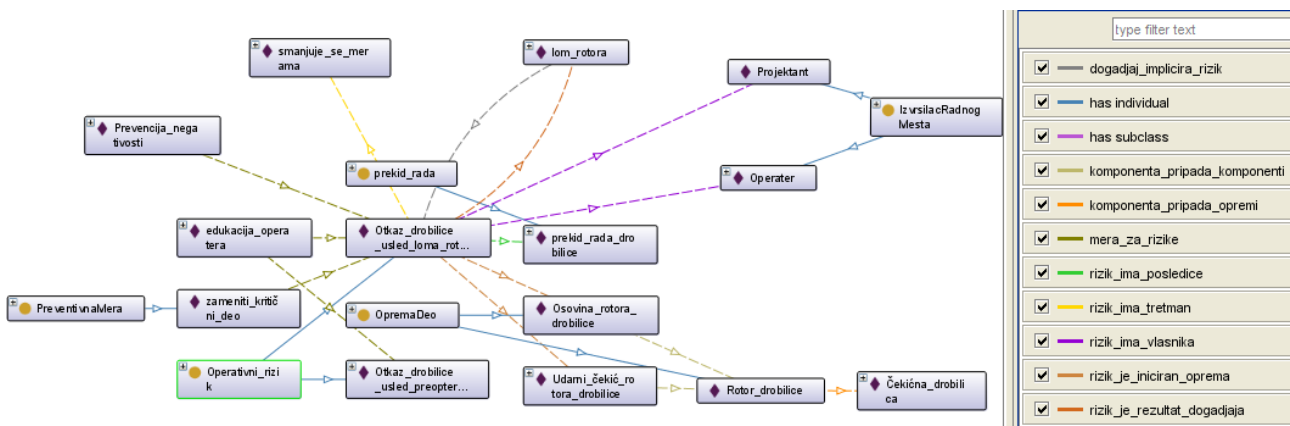 smanjuje_se_mer
ama
lom_rotora
Projektant
IzvrsilacRadnog
Mesta
Prevencija_nega
tivosti
prekid_rada
Operater
edukacija_opera
tera
Otkaz_drobilice
_usled_loma_rot...
prekid_rada_dro
bilice
PreventivnaMera
zameniti_kritič
ni_deo
OpremaDeo
Osovina_rotora_
drobilice
Operativni_rizi
k
Otkaz_drobilice
_usled_preopter...
Udarni_čekić_ro
tora_drobilice
Rotor_drobilice
Čekićna_drobili
ca
type filter text
dogadjaj_implicira_rizik
has individual
has subclass
komponenta_pripada_komponenti
komponenta_pripada_opremi
mera_za_rizike
rizik_ima_posledice
rizik_ima_tretman
rizik_ima_vlasnika
rizik_je_iniciran_oprema
rizik_je_rezultat_dogadjaja